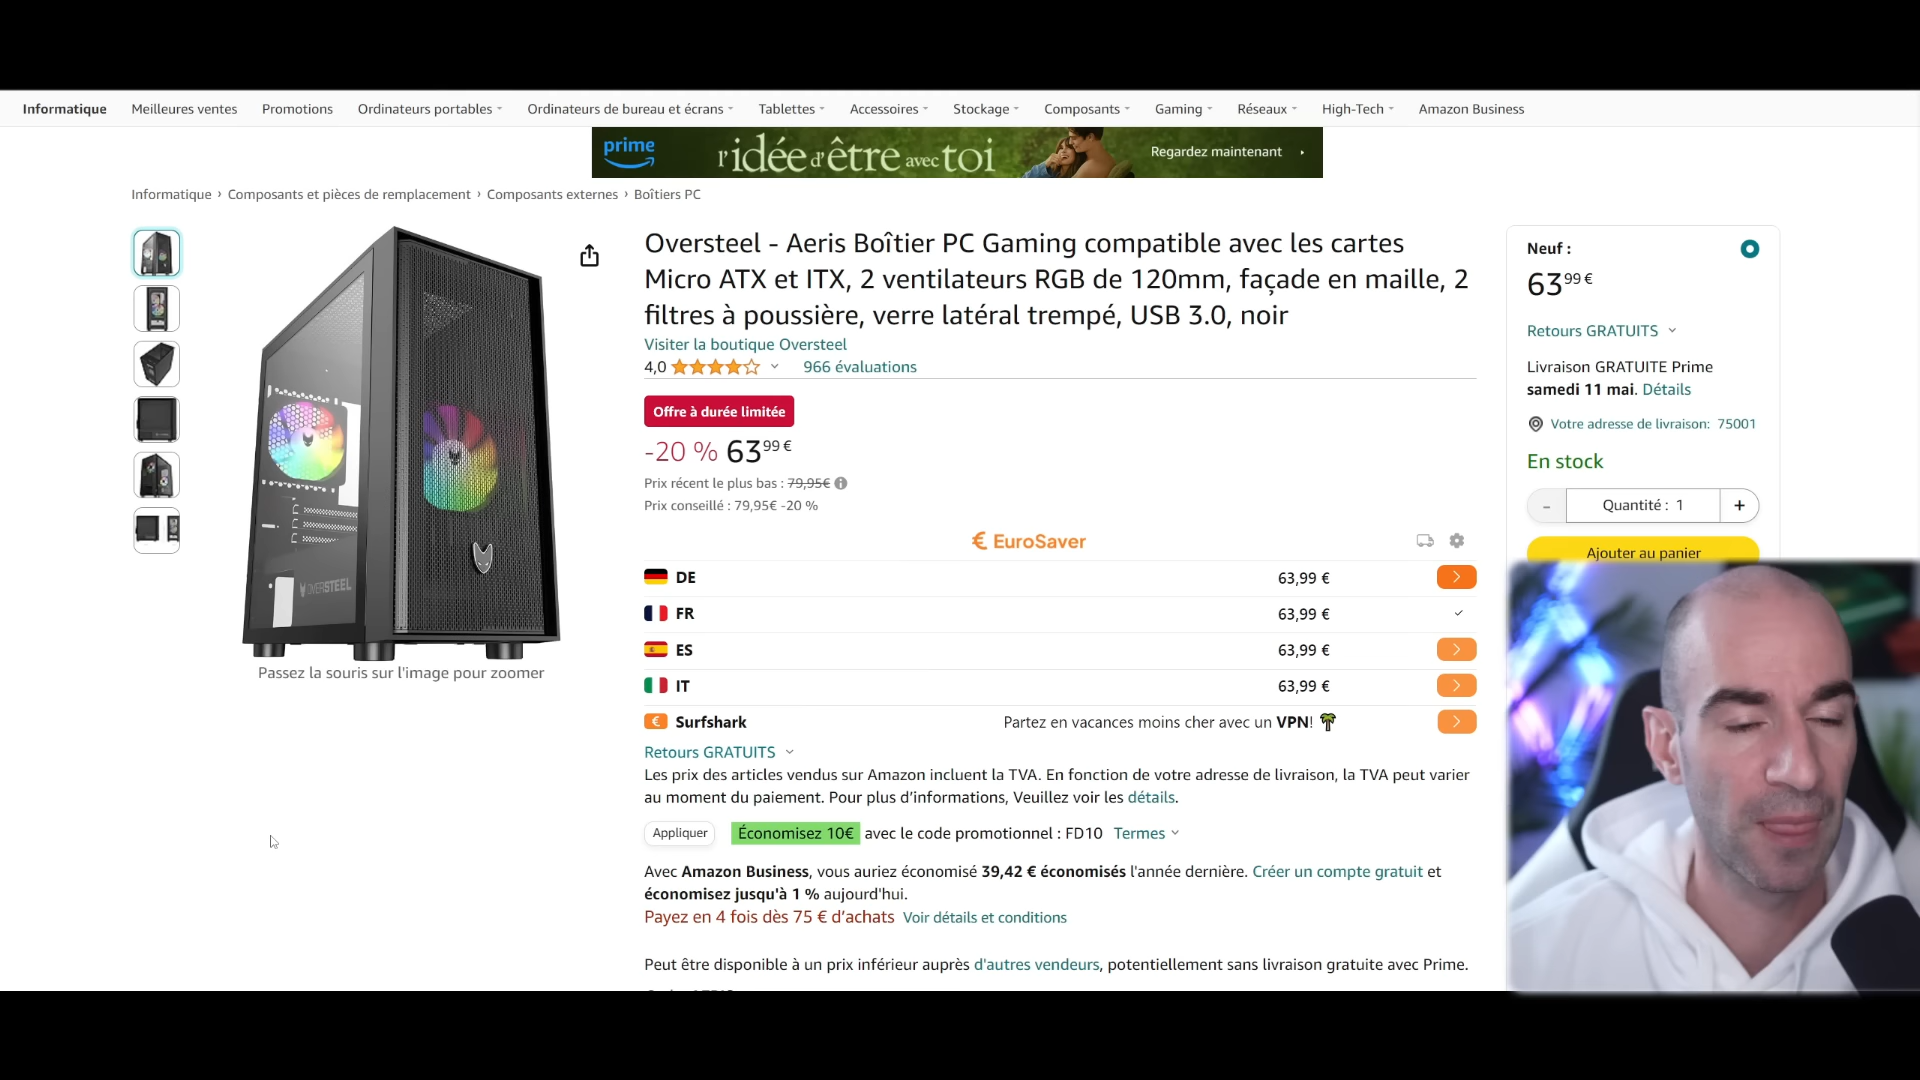 Informatique Meilleures ventes Promotions Ordinateurs portables Ordinateurs de bureau et écrans Tablettes Accessoires Stockage Composants Gaming Réseaux High-Tech Amazon Business
prime l'idée d'être avec toi Regardez maintenant
Informatique › Composants et pièces de remplacement › Composants externes › Boîtiers PC
OVERSTEEL
Passez la souris sur l'image pour zoomer
Oversteel - Aeris Boîtier PC Gaming compatible avec les cartes
Micro ATX et ITX, 2 ventilateurs RGB de 120mm, façade en maille, 2
filtres à poussière, verre latéral trempé, USB 3.0, noir
Visiter la boutique Oversteel
4,0 966 évaluations
Offre à durée limitée
-20 % 63,99 €
Prix récent le plus bas : 79,95€
Prix conseillé : 79,95€ -20 %
€ EuroSaver
DE 63,99 €
FR 63,99 €
ES 63,99 €
IT 63,99 €
€ Surfshark Partez en vacances moins cher avec un VPN!
Retours GRATUITS
Les prix des articles vendus sur Amazon incluent la TVA. En fonction de votre adresse de livraison, la TVA peut varier
au moment du paiement. Pour plus d’informations, Veuillez voir les détails.
Appliquer Économisez 10€ avec le code promotionnel : FD10 Termes
Avec Amazon Business, vous auriez économisé 39,42 € économisés l'année dernière. Créer un compte gratuit et
économisez jusqu'à 1 % aujourd'hui.
Payez en 4 fois dès 75 € d’achats Voir détails et conditions
Peut être disponible à un prix inférieur auprès d'autres vendeurs, potentiellement sans livraison gratuite avec Prime.
Neuf :
63,99 €
Retours GRATUITS
Livraison GRATUITE Prime
samedi 11 mai. Détails
Votre adresse de livraison: 75001
En stock
- Quantité : 1 +
Ajouter au panier